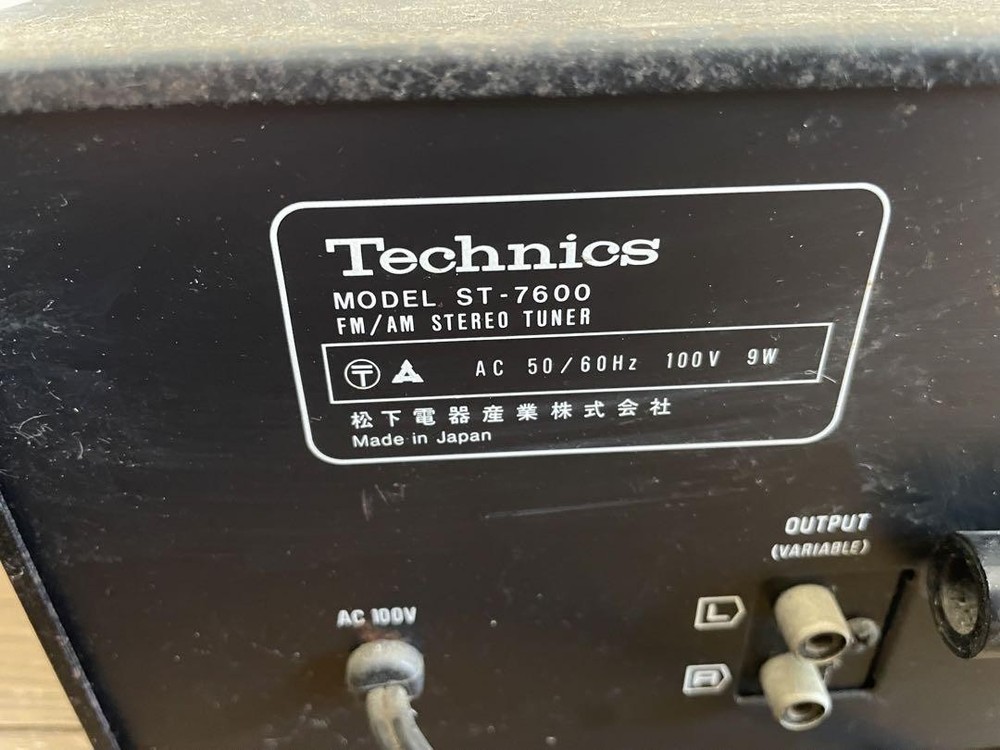 Technics
MODEL ST-7600
FM/AM STEREO TUNER
AC 50/60Hz 100V 9W
松下電器産業株式会社
Made in Japan
OUTPUT
(VARIABLE)
AC 100V
L
R